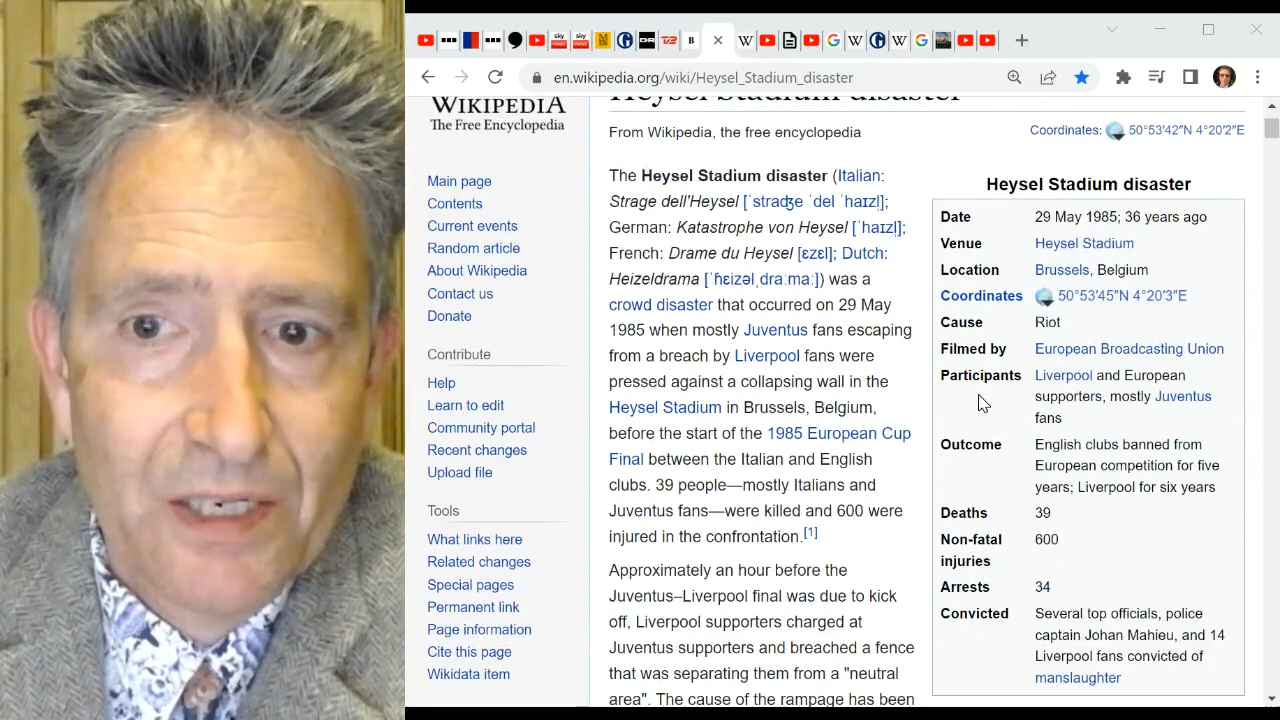 SKY
SKY
DR
TV2
B
W
G
W
W
G
en.wikipedia.org/wiki/Heysel_Stadium_disaster
WIKIPEDIA
The Free Encyclopedia
Main page
Contents
Current events
Random article
About Wikipedia
Contact us
Donate
Contribute
Help
Learn to edit
Community portal
Recent changes
Upload file
Tools
What links here
Related changes
Special pages
Permanent link
Page information
Cite this page
Wikidata item
Heysel Stadium disaster
From Wikipedia, the free encyclopedia
Coordinates: 50°53′42″N 4°20′2″E
The Heysel Stadium disaster (Italian:
Strage dell'Heysel [ˈstraːdʒe ˈdel ˈhaɪzl̩];
German: Katastrophe von Heysel [ˈhaɪzl̩];
French: Drame du Heysel [ɛzɛl]; Dutch:
Heizeldrama [ˈɦɛizəlˌdraːmaː]) was a
crowd disaster that occurred on 29 May
1985 when mostly Juventus fans escaping
from a breach by Liverpool fans were
pressed against a collapsing wall in the
Heysel Stadium in Brussels, Belgium,
before the start of the 1985 European Cup
Final between the Italian and English
clubs. 39 people—mostly Italians and
Juventus fans—were killed and 600 were
injured in the confrontation.[1]
Approximately an hour before the
Juventus–Liverpool final was due to kick
off, Liverpool supporters charged at
Juventus supporters and breached a fence
that was separating them from a "neutral
area". The cause of the rampage has been
Heysel Stadium disaster
Date 29 May 1985; 36 years ago
Venue Heysel Stadium
Location Brussels, Belgium
Coordinates 50°53′45″N 4°20′3″E
Cause Riot
Filmed by European Broadcasting Union
Participants Liverpool and European
supporters, mostly Juventus
fans
Outcome English clubs banned from
European competition for five
years; Liverpool for six years
Deaths 39
Non-fatal 600
injuries
Arrests 34
Convicted Several top officials, police
captain Johan Mahieu, and 14
Liverpool fans convicted of
manslaughter